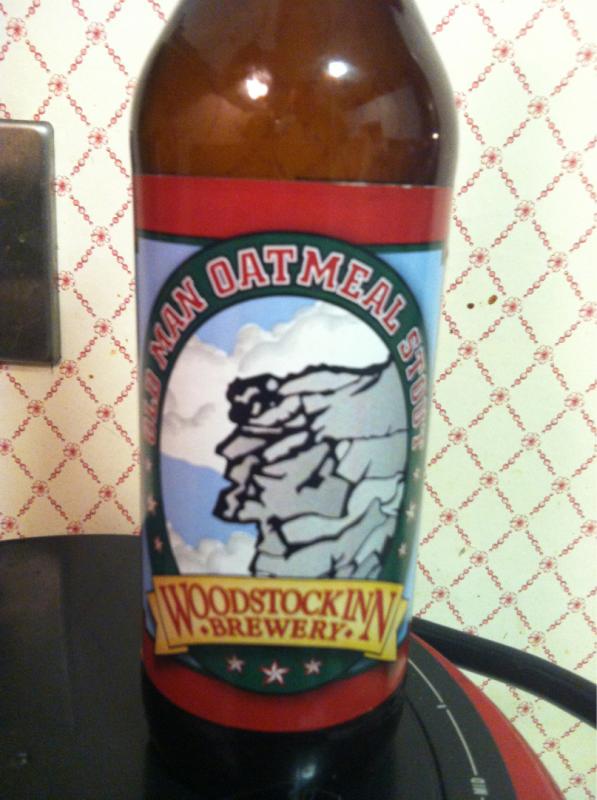 OLD MAN OATMEAL STOUT
WOODSTOCK INN
BREWERY